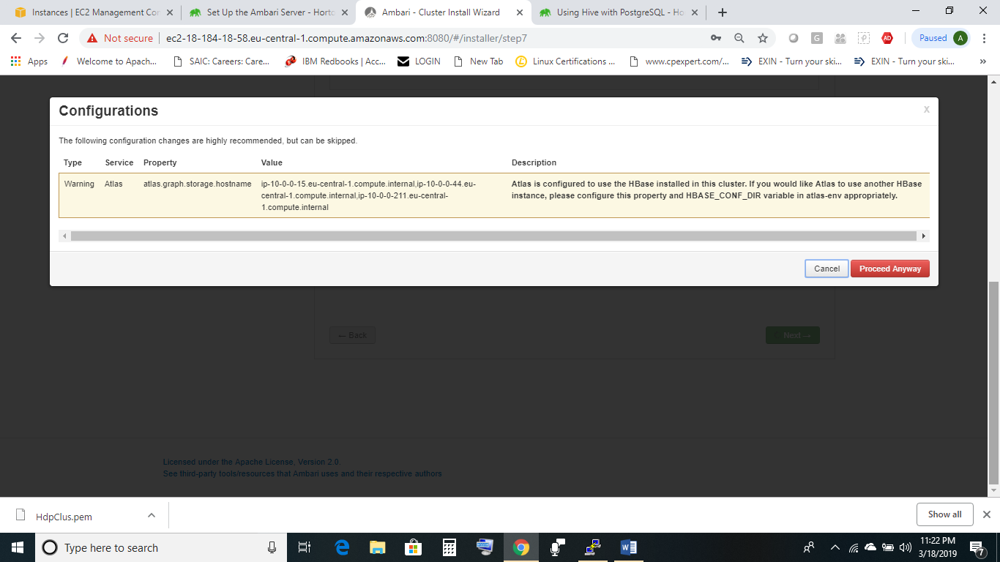 Instances | EC2 Management Con
Set Up the Ambari Server - Horto
Ambari - Cluster Install Wizard
Using Hive with PostgreSQL - Ho
Not secure
ec2-18-184-18-58.eu-central-1.compute.amazonaws.com:8080/#/installer/step7
G
AD
Paused
A
Apps
Welcome to Apach...
SAIC: Careers: Care...
IBM Redbooks | Acc...
LOGIN
New Tab
Linux Certifications ...
www.cpexpert.com/...
EXIN - Turn your ski...
EXIN - Turn your ski...
»
Configurations
x
The following configuration changes are highly recommended, but can be skipped.
Type Service Property Value Description
Warning Atlas atlas.graph.storage.hostname
ip-10-0-0-15.eu-central-1.compute.internal,ip-10-0-0-44.eu-
central-1.compute.internal,ip-10-0-0-211.eu-central-
1.compute.internal
Atlas is configured to use the HBase installed in this cluster. If you would like Atlas to use another HBase
instance, please configure this property and HBASE_CONF_DIR variable in atlas-env appropriately.
Cancel
Proceed Anyway
← Back
Next →
Licensed under the Apache License, Version 2.0.
See third-party tools/resources that Ambari uses and their respective authors
HdpClus.pem
Show all
Type here to search
11:22 PM
3/18/2019
7